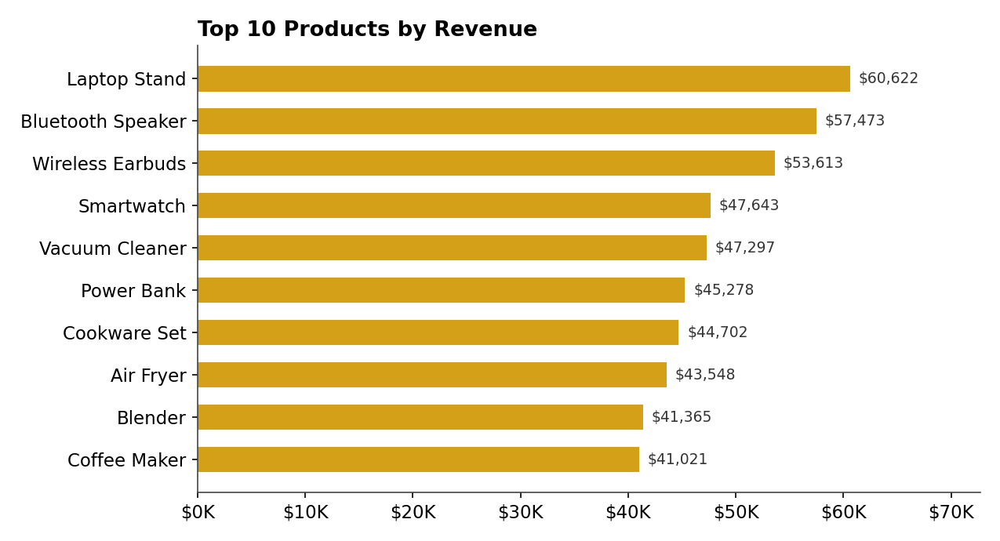 Top 10 Products by Revenue
Laptop Stand $60,622
Bluetooth Speaker $57,473
Wireless Earbuds $53,613
Smartwatch $47,643
Vacuum Cleaner $47,297
Power Bank $45,278
Cookware Set $44,702
Air Fryer $43,548
Blender $41,365
Coffee Maker $41,021
$0K $10K $20K $30K $40K $50K $60K $70K